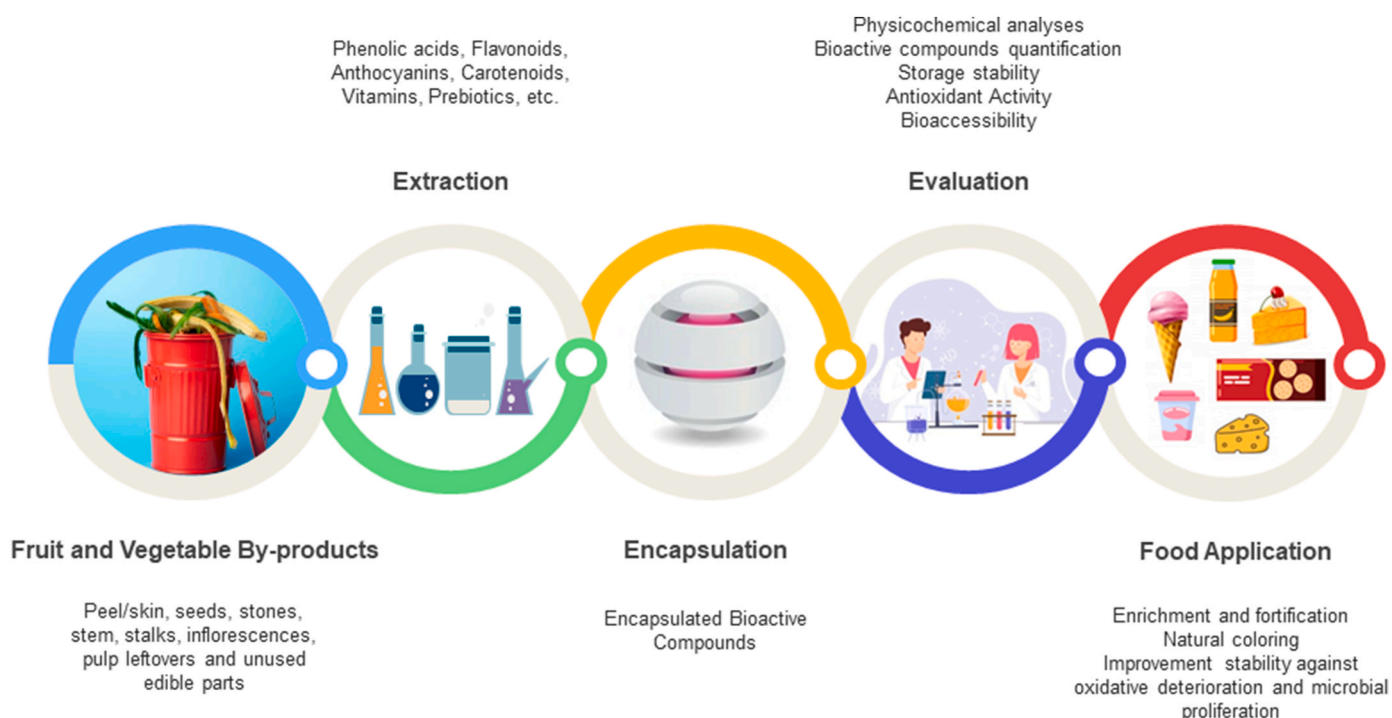 Phenolic acids, Flavonoids,
Anthocyanins, Carotenoids,
Vitamins, Prebiotics, etc.
Extraction
Physicochemical analyses
Bioactive compounds quantification
Storage stability
Antioxidant Activity
Bioaccessibility
Evaluation
Fruit and Vegetable By-products
Peel/skin, seeds, stones,
stem, stalks, inflorescences,
pulp leftovers and unused
edible parts
Encapsulation
Encapsulated Bioactive
Compounds
Food Application
Enrichment and fortification
Natural coloring
Improvement stability against
oxidative deterioration and microbial
proliferation